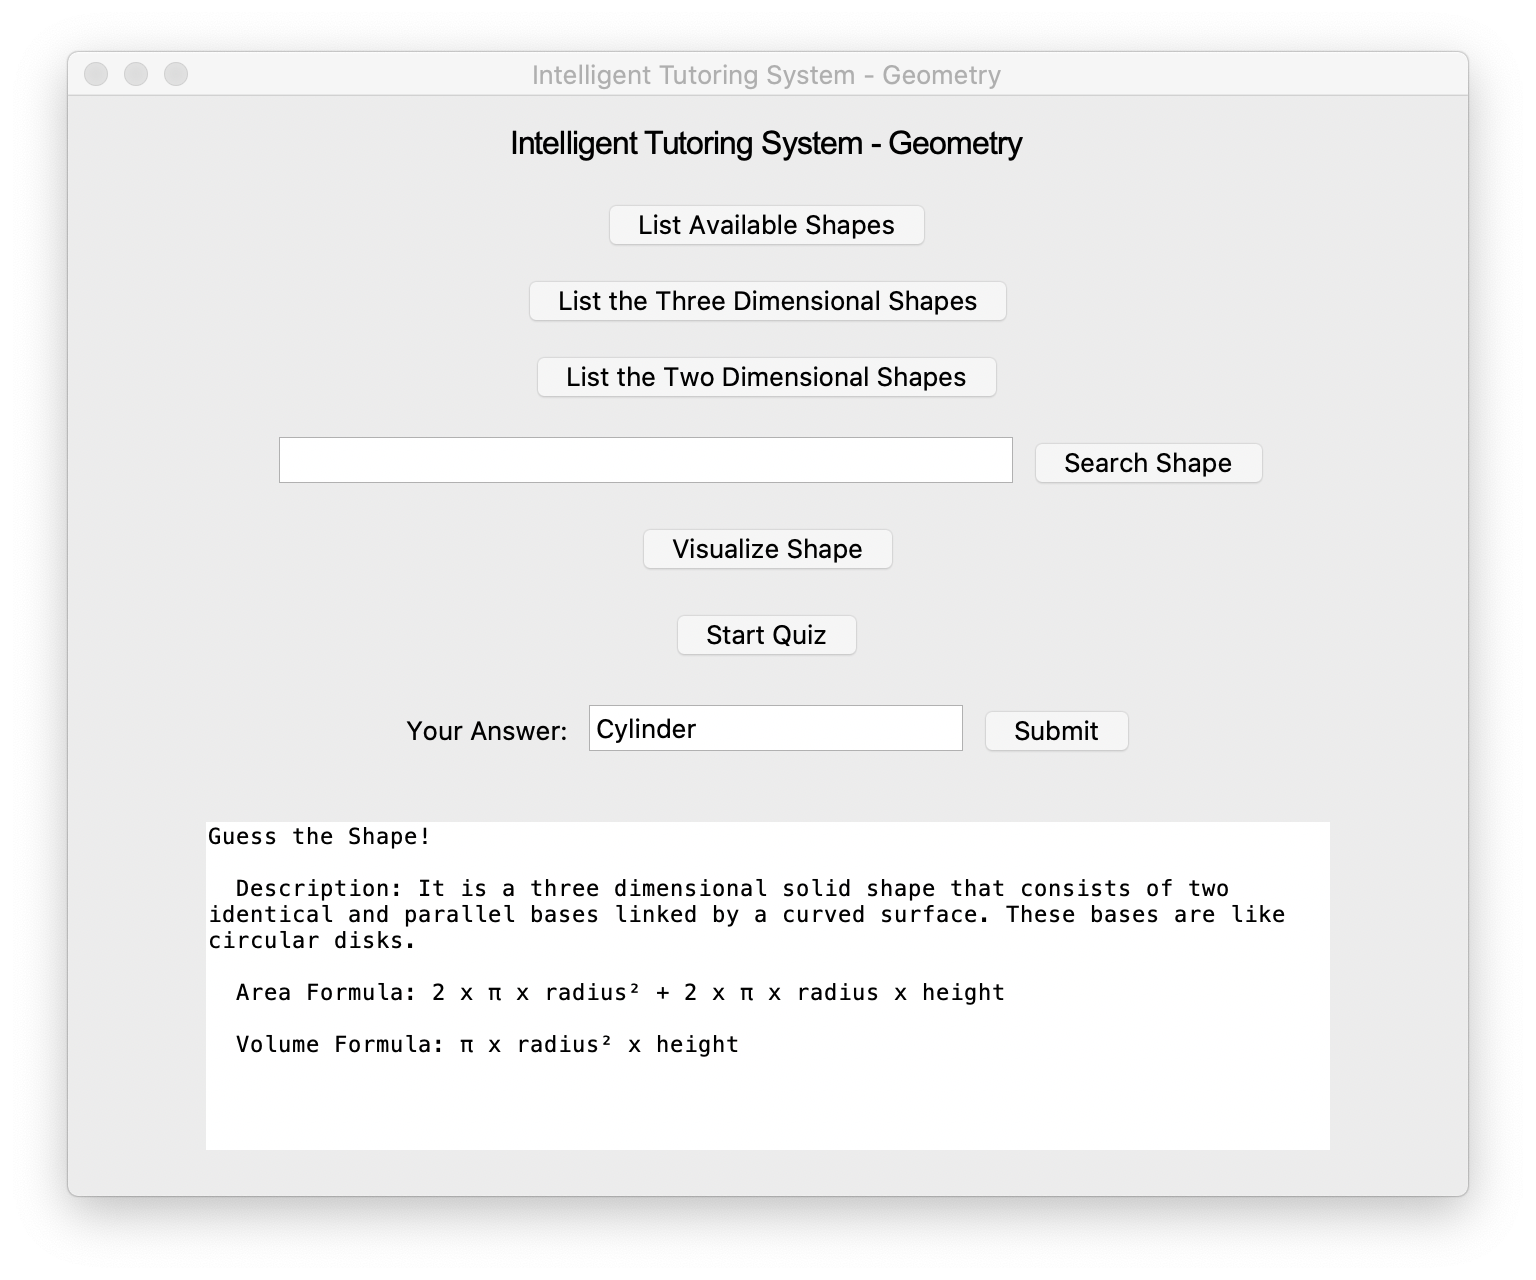 Intelligent Tutoring System - Geometry
Intelligent Tutoring System - Geometry
List Available Shapes
List the Three Dimensional Shapes
List the Two Dimensional Shapes
Search Shape
Visualize Shape
Start Quiz
Your Answer: Cylinder Submit
Guess the Shape!
Description: It is a three dimensional solid shape that consists of two
identical and parallel bases linked by a curved surface. These bases are like
circular disks.
Area Formula: 2 x π x radius² + 2 x π x radius x height
Volume Formula: π x radius² x height